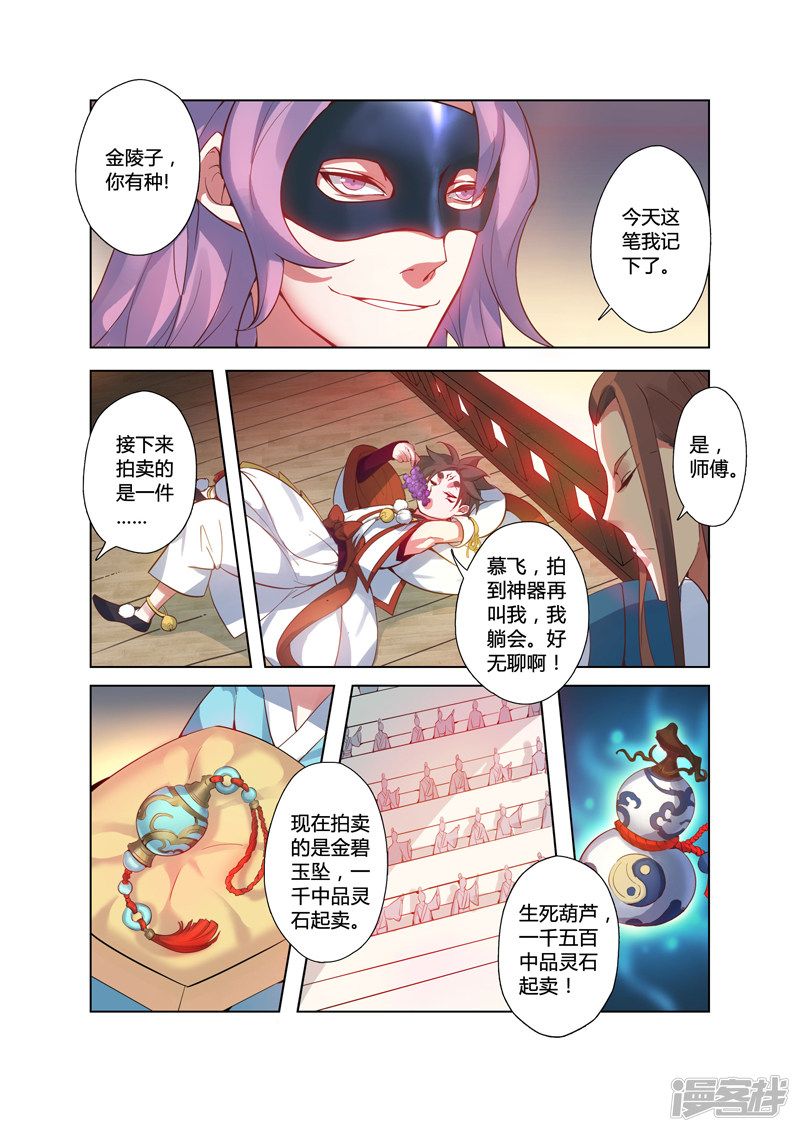 金陵子，
你有种!
今天这
笔我记
下了。
接下来
拍卖的
是一件
……
慕飞，拍
到神器再
叫我，我
躺会。好
无聊啊！
是，
师傅。
现在拍卖
的是金碧
玉坠，一
千中品灵
石起卖。
生死葫芦，
一千五百
中品灵石
起卖！
漫客栈